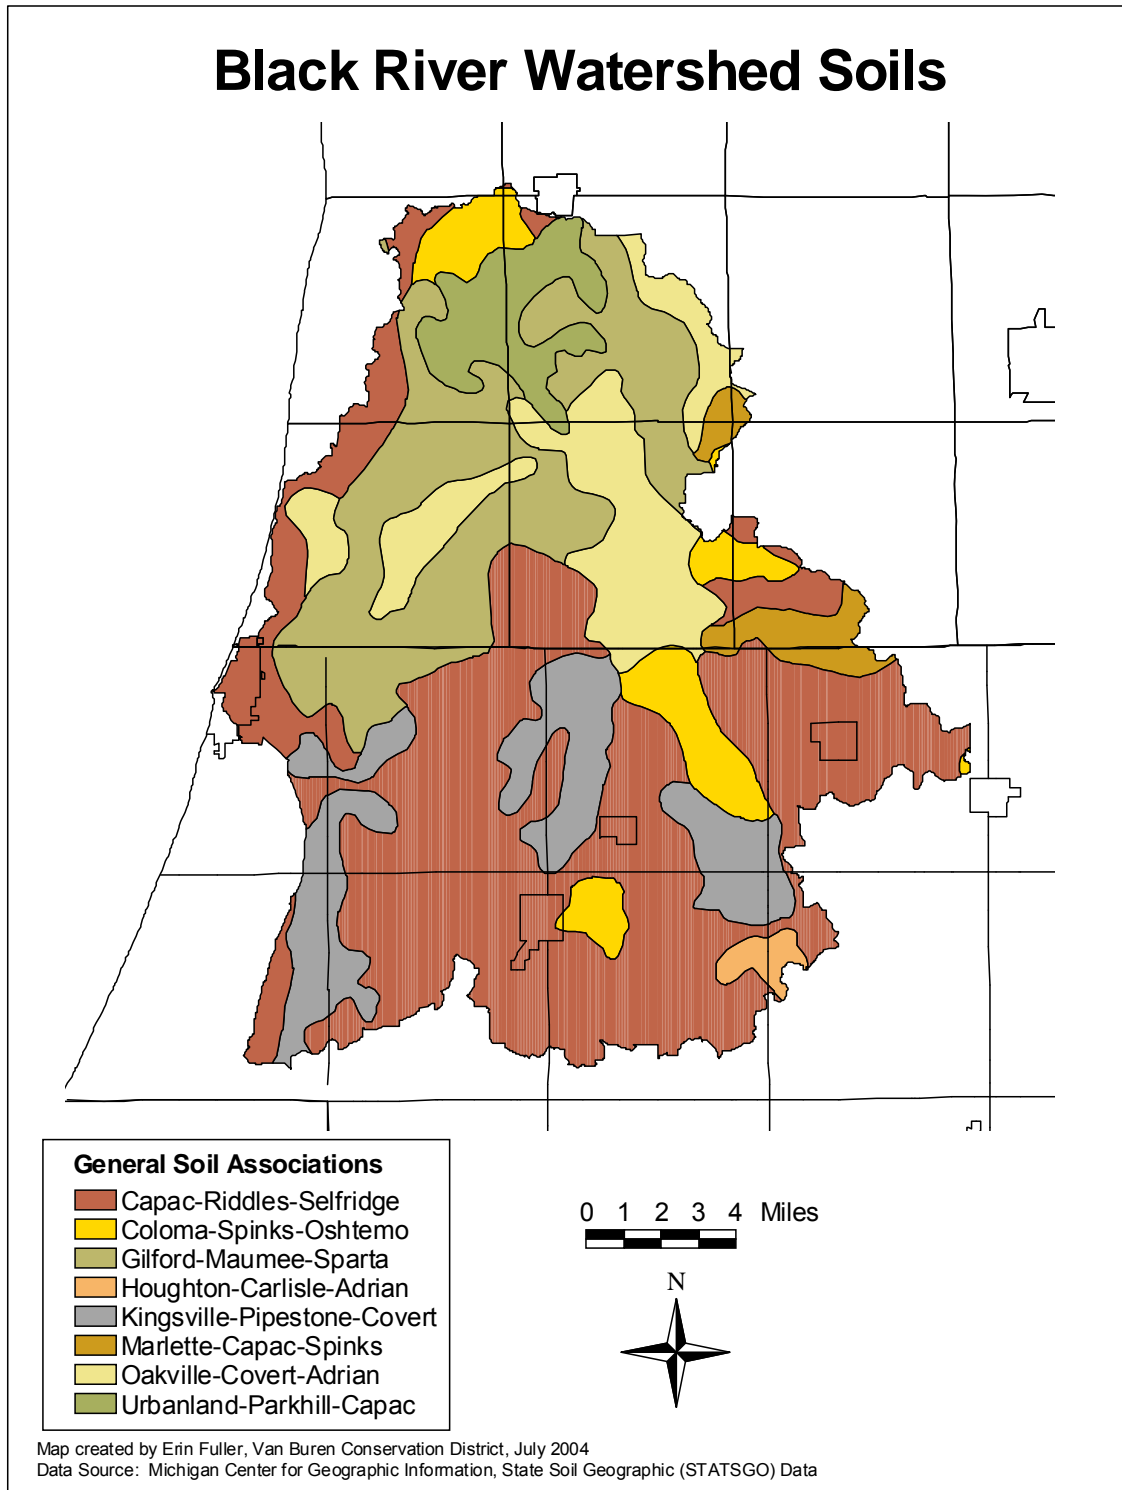 Black River Watershed Soils
General Soil Associations
Capac-Riddles-Selfridge
Coloma-Spinks-Oshtemo
Gilford-Maumee-Sparta
Houghton-Carlisle-Adrian
Kingsville-Pipestone-Covert
Marlette-Capac-Spinks
Oakville-Covert-Adrian
Urbanland-Parkhill-Capac
0 1 2 3 4 Miles
N
Map created by Erin Fuller, Van Buren Conservation District, July 2004
Data Source: Michigan Center for Geographic Information, State Soil Geographic (STATSGO) Data